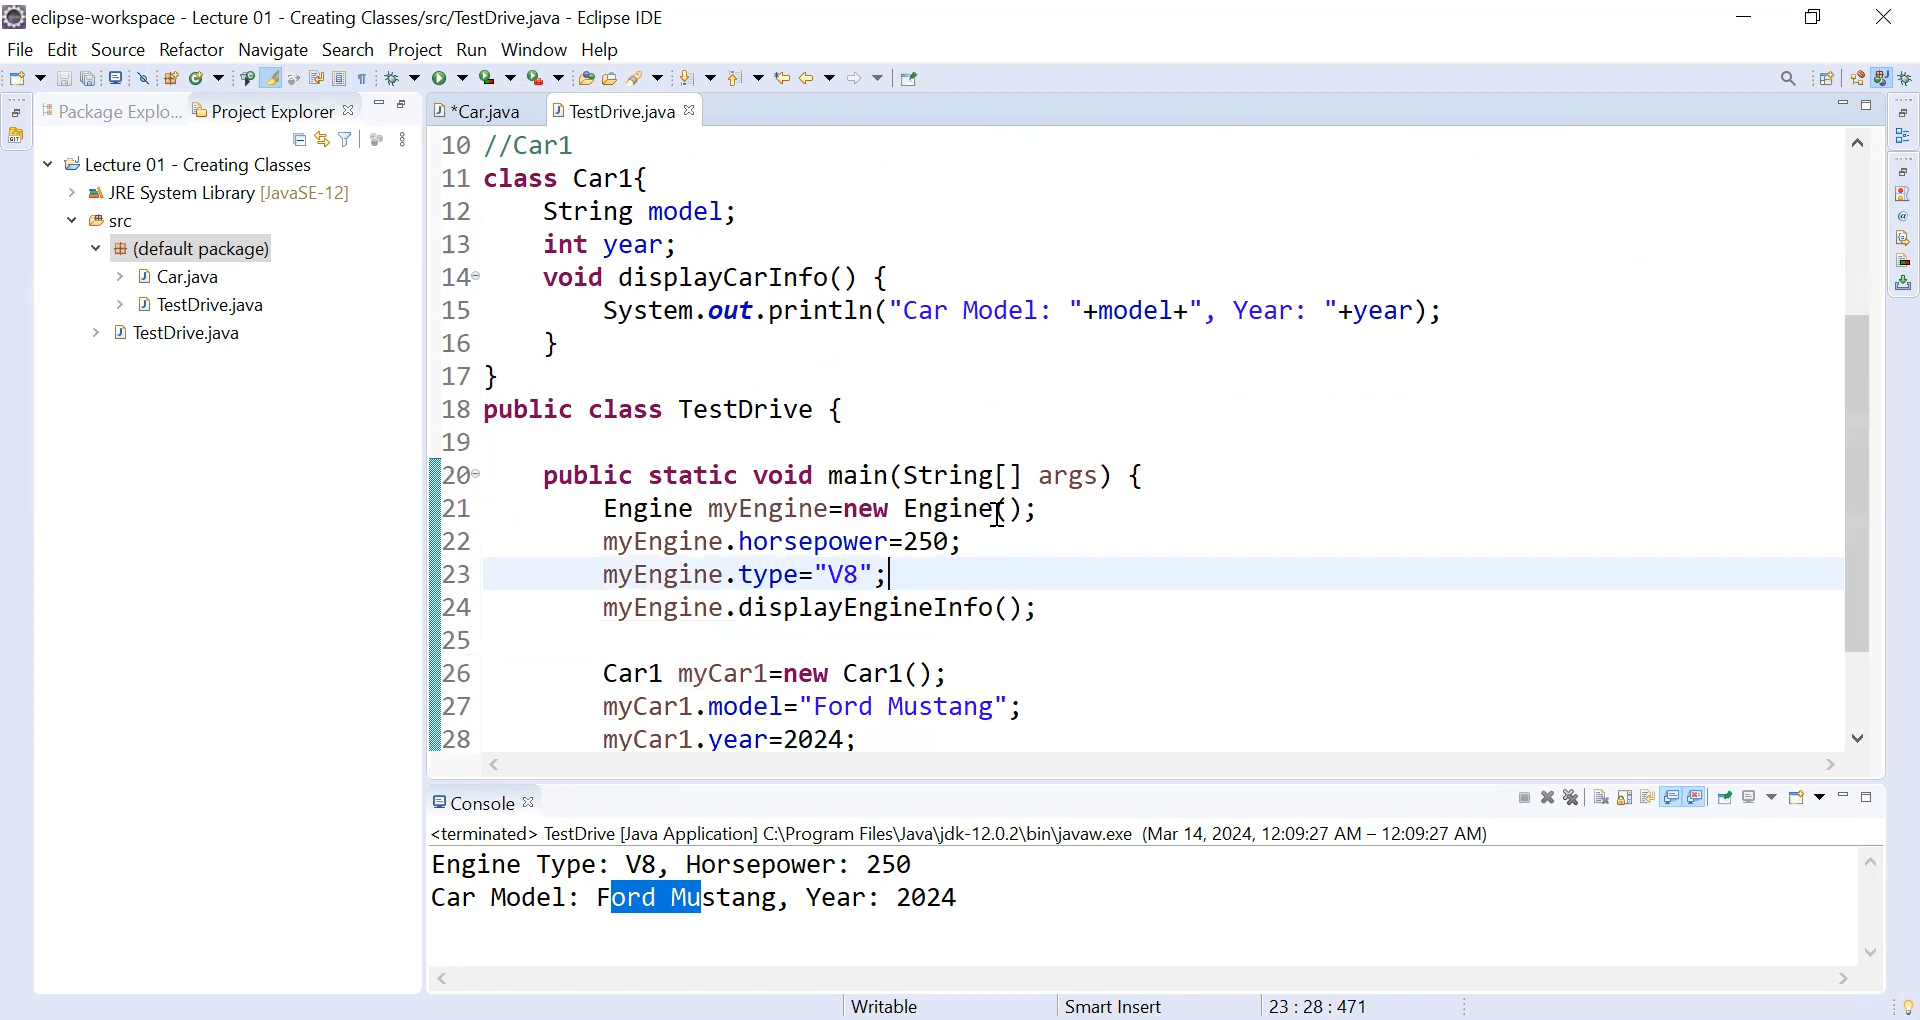 eclipse-workspace - Lecture 01 - Creating Classes/src/TestDrive.java - Eclipse IDE
File Edit Source Refactor Navigate Search Project Run Window Help
Package Explo... Project Explorer
*Car.java TestDrive.java
Lecture 01 - Creating Classes
JRE System Library [JavaSE-12]
src
(default package)
Car.java
TestDrive.java
TestDrive.java
10 //Car1
11 class Car1{
12 String model;
13 int year;
14 void displayCarInfo() {
15 System.out.println("Car Model: "+model+", Year: "+year);
16 }
17 }
18 public class TestDrive {
19
20 public static void main(String[] args) {
21 Engine myEngine=new Engine();
22 myEngine.horsepower=250;
23 myEngine.type="V8";
24 myEngine.displayEngineInfo();
25
26 Car1 myCar1=new Car1();
27 myCar1.model="Ford Mustang";
28 myCar1.year=2024;
Console
<terminated> TestDrive [Java Application] C:\Program Files\Java\jdk-12.0.2\bin\javaw.exe (Mar 14, 2024, 12:09:27 AM – 12:09:27 AM)
Engine Type: V8, Horsepower: 250
Car Model: Ford Mustang, Year: 2024
Writable Smart Insert 23 : 28 : 471